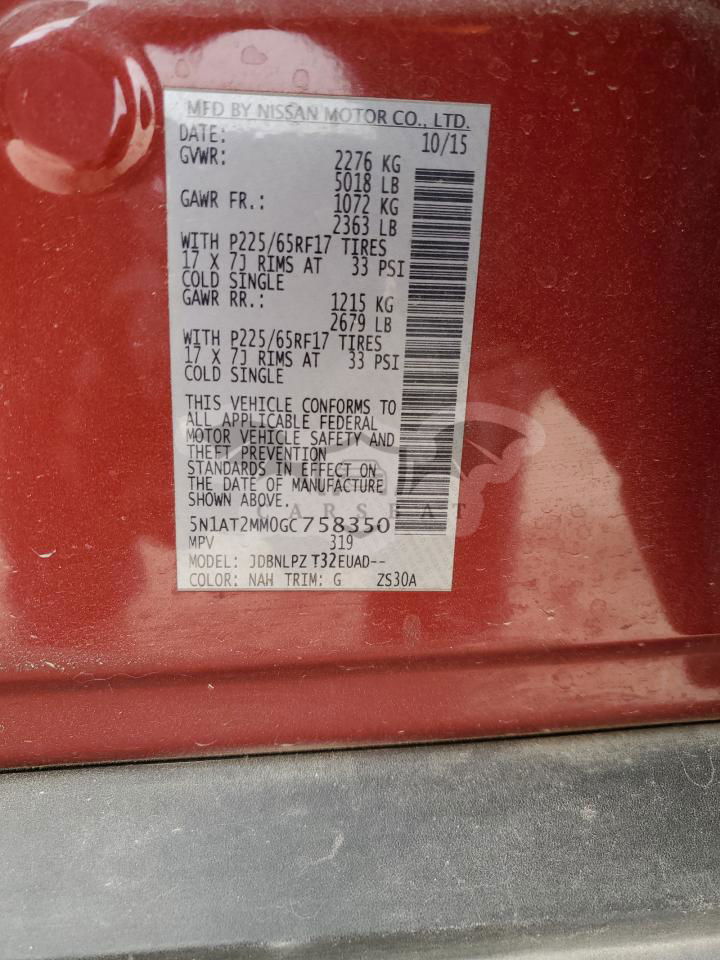 MFD BY NISSAN MOTOR CO., LTD.
DATE: 10/15
GVWR: 2276 KG
5018 LB
GAWR FR.: 1072 KG
2363 LB
WITH P225/65RF17 TIRES
17 X 7J RIMS AT 33 PSI
COLD SINGLE
GAWR RR.: 1215 KG
2679 LB
WITH P225/65RF17 TIRES
17 X 7J RIMS AT 33 PSI
COLD SINGLE
THIS VEHICLE CONFORMS TO
ALL APPLICABLE FEDERAL
MOTOR VEHICLE SAFETY AND
THEFT PREVENTION
STANDARDS IN EFFECT ON
THE DATE OF MANUFACTURE
SHOWN ABOVE.
CARSBAT
5N1AT2MM0GC758350
MPV 319
MODEL: JDBNLPZ T32EUAD--
COLOR: NAH TRIM: G ZS30A